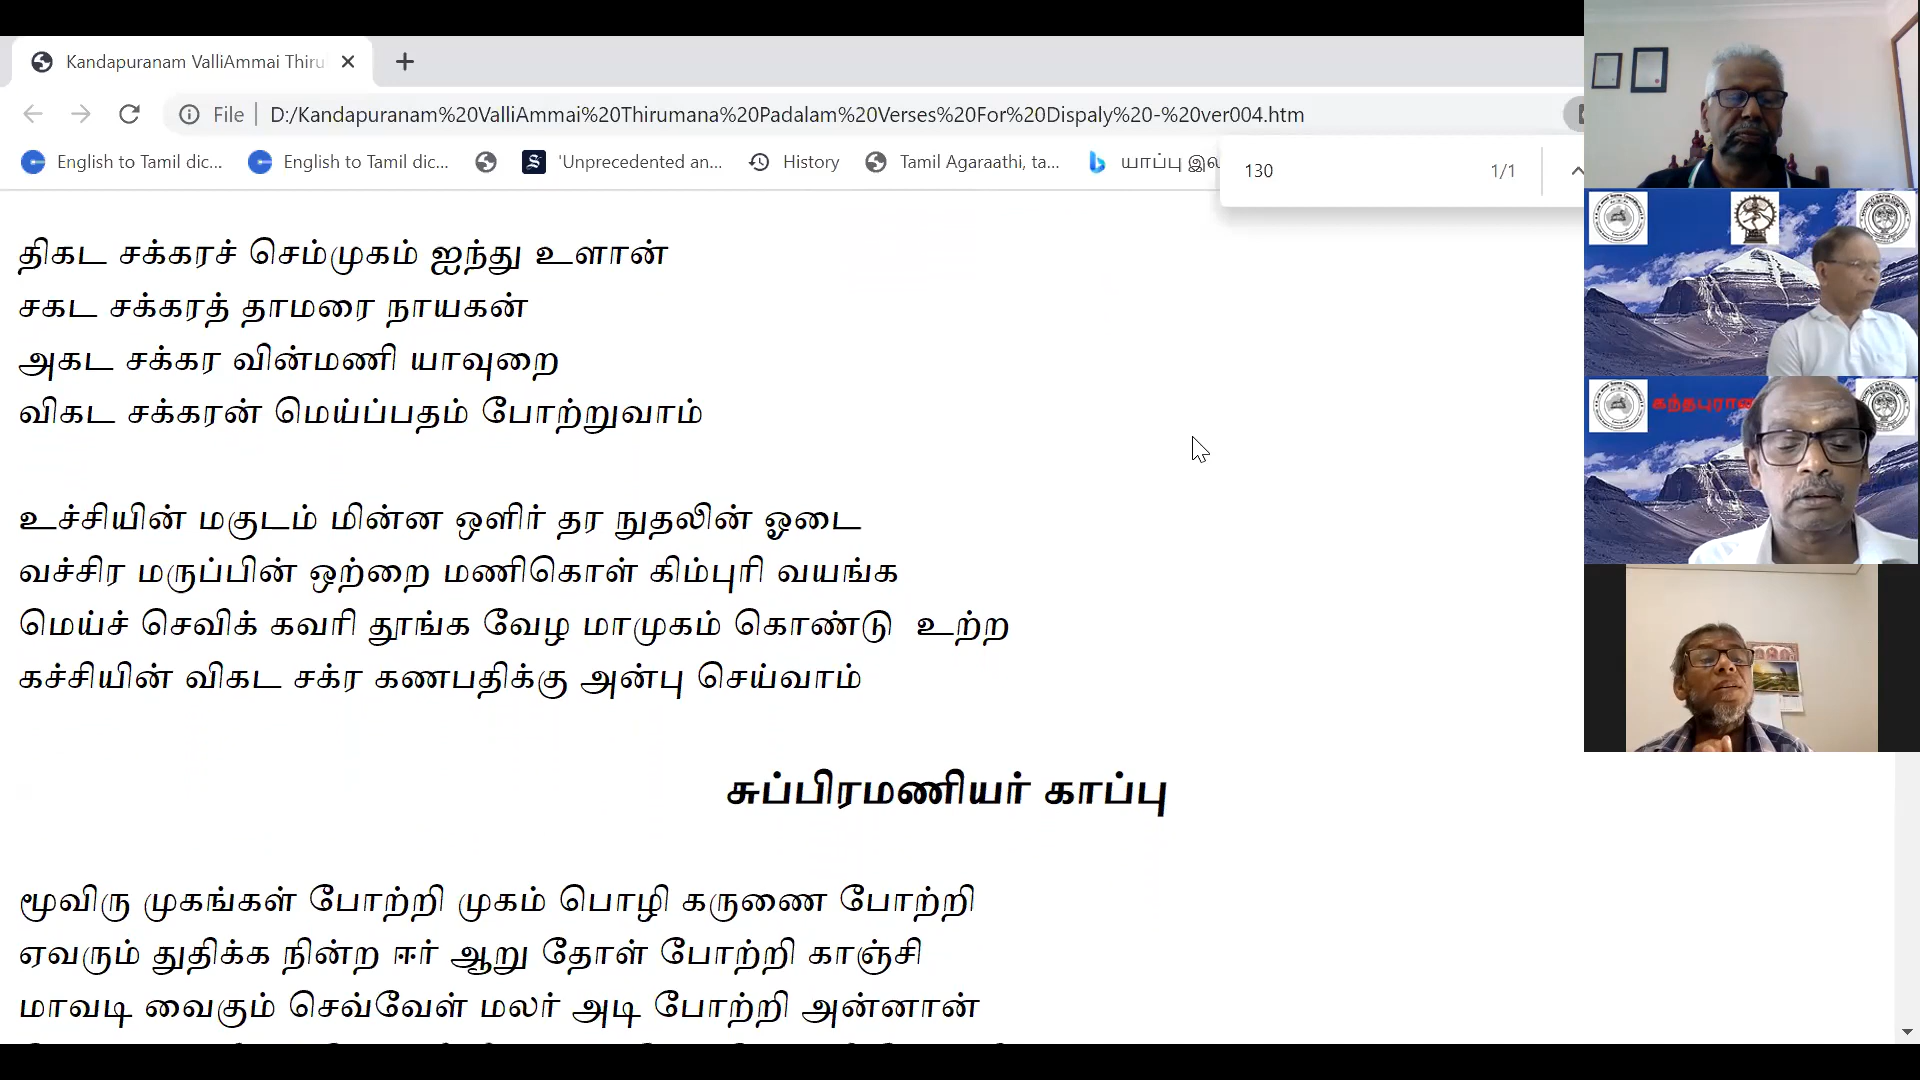 Kandapuranam ValliAmmai Thiru
File
D:/Kandapuranam%20ValliAmmai%20Thirumana%20Padalam%20Verses%20For%20Dispaly%20-%20ver004.htm
English to Tamil dic...
English to Tamil dic...
'Unprecedented an...
History
Tamil Agaraathi, ta...
யாப்பு இல
130
1/1
திகட சக்கரச் செம்முகம் ஐந்து உளான்
சகட சக்கரத் தாமரை நாயகன்
அகட சக்கர வின்மணி யாவுறை
விகட சக்கரன் மெய்ப்பதம் போற்றுவாம்
உச்சியின் மகுடம் மின்ன ஒளிர் தர நுதலின் ஓடை
வச்சிர மருப்பின் ஒற்றை மணிகொள் கிம்புரி வயங்க
மெய்ச் செவிக் கவரி தூங்க வேழ மாமுகம் கொண்டு உற்ற
கச்சியின் விகட சக்ர கணபதிக்கு அன்பு செய்வாம்
சுப்பிரமணியர் காப்பு
மூவிரு முகங்கள் போற்றி முகம் பொழி கருணை போற்றி
ஏவரும் துதிக்க நின்ற ஈர் ஆறு தோள் போற்றி காஞ்சி
மாவடி வைகும் செவ்வேள் மலர் அடி போற்றி அன்னான்
கந்தபுரா